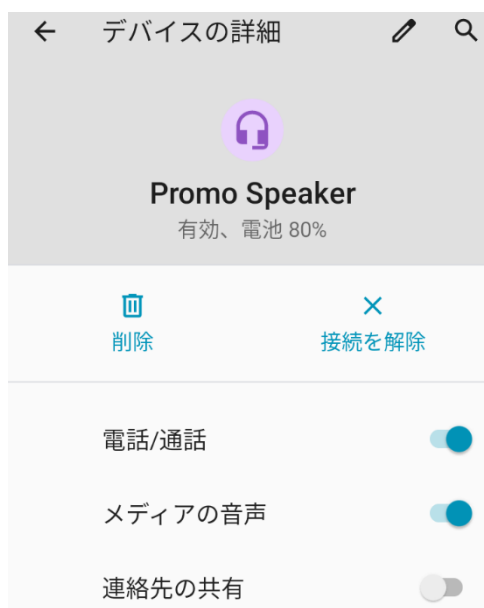 デバイスの詳細
Promo Speaker
有効、電池 80%
削除
接続を解除
電話/通話
メディアの音声
連絡先の共有